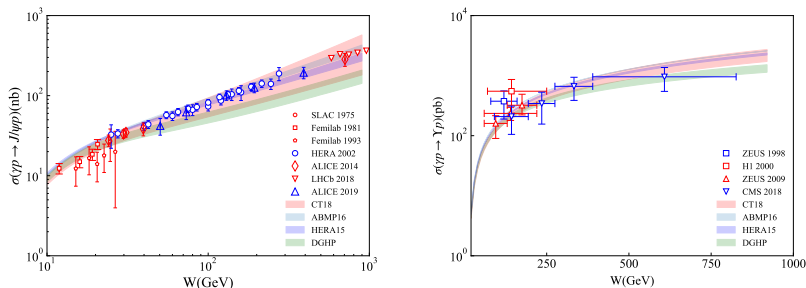 10³
10²
10¹
10⁰
10¹
10²
10³
σ(γp → J/ψp)(nb)
W(GeV)
SLAC 1975
Femilab 1981
Femilab 1993
HERA 2002
ALICE 2014
LHCb 2018
ALICE 2019
CT18
ABMP16
HERA15
DGHP
10⁴
10²
10⁰
250
500
750
1000
σ(γp → Υp)(pb)
W(GeV)
ZEUS 1998
H1 2000
ZEUS 2009
CMS 2018
CT18
ABMP16
HERA15
DGHP